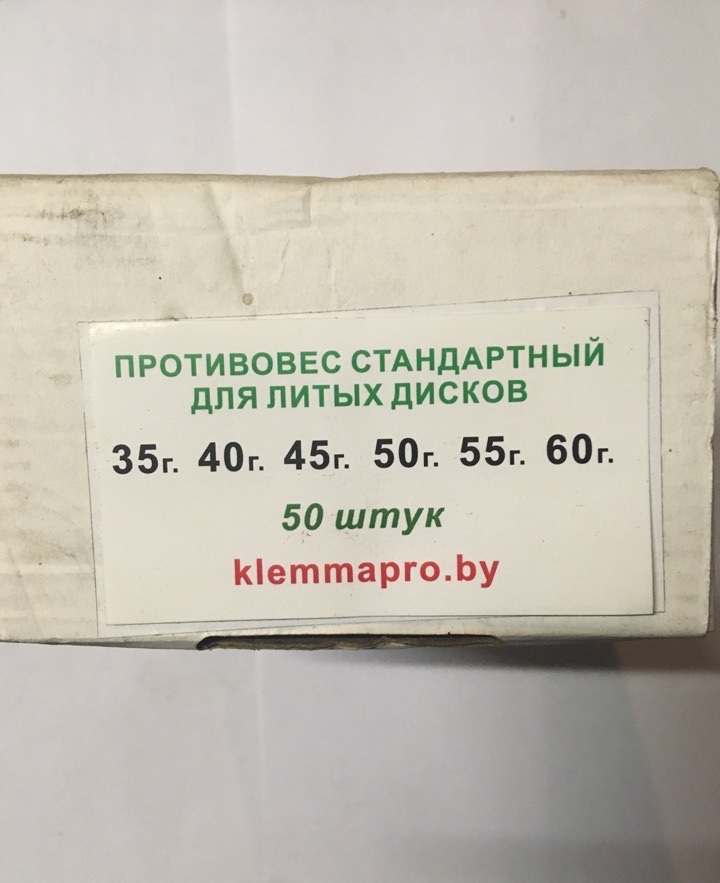 ПРОТИВОВЕС СТАНДАРТНЫЙ
ДЛЯ ЛИТЫХ ДИСКОВ
35г. 40г. 45г. 50г. 55г. 60г.
50 штук
klemmapro.by